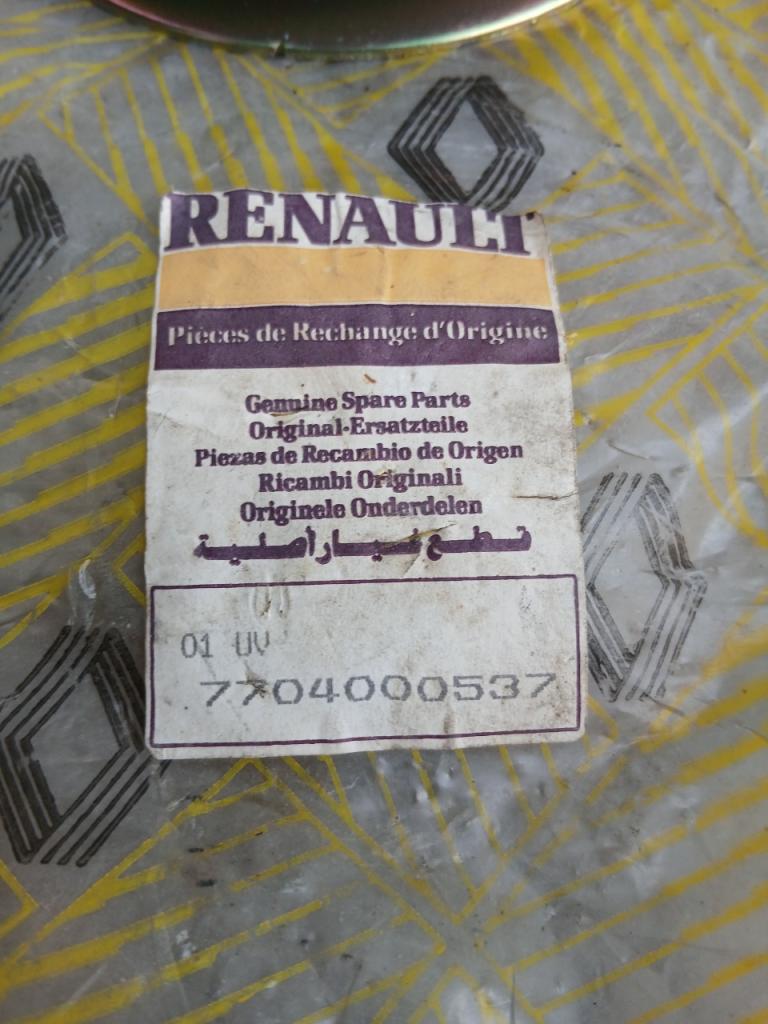 RENAULT
Pièces de Rechange d'Origine
Genuine Spare Parts
Original-Ersatzteile
Piezas de Recambio de Origen
Ricambi Originali
Originele Onderdelen
قطع غيار أصلية
01 UV
7704000537